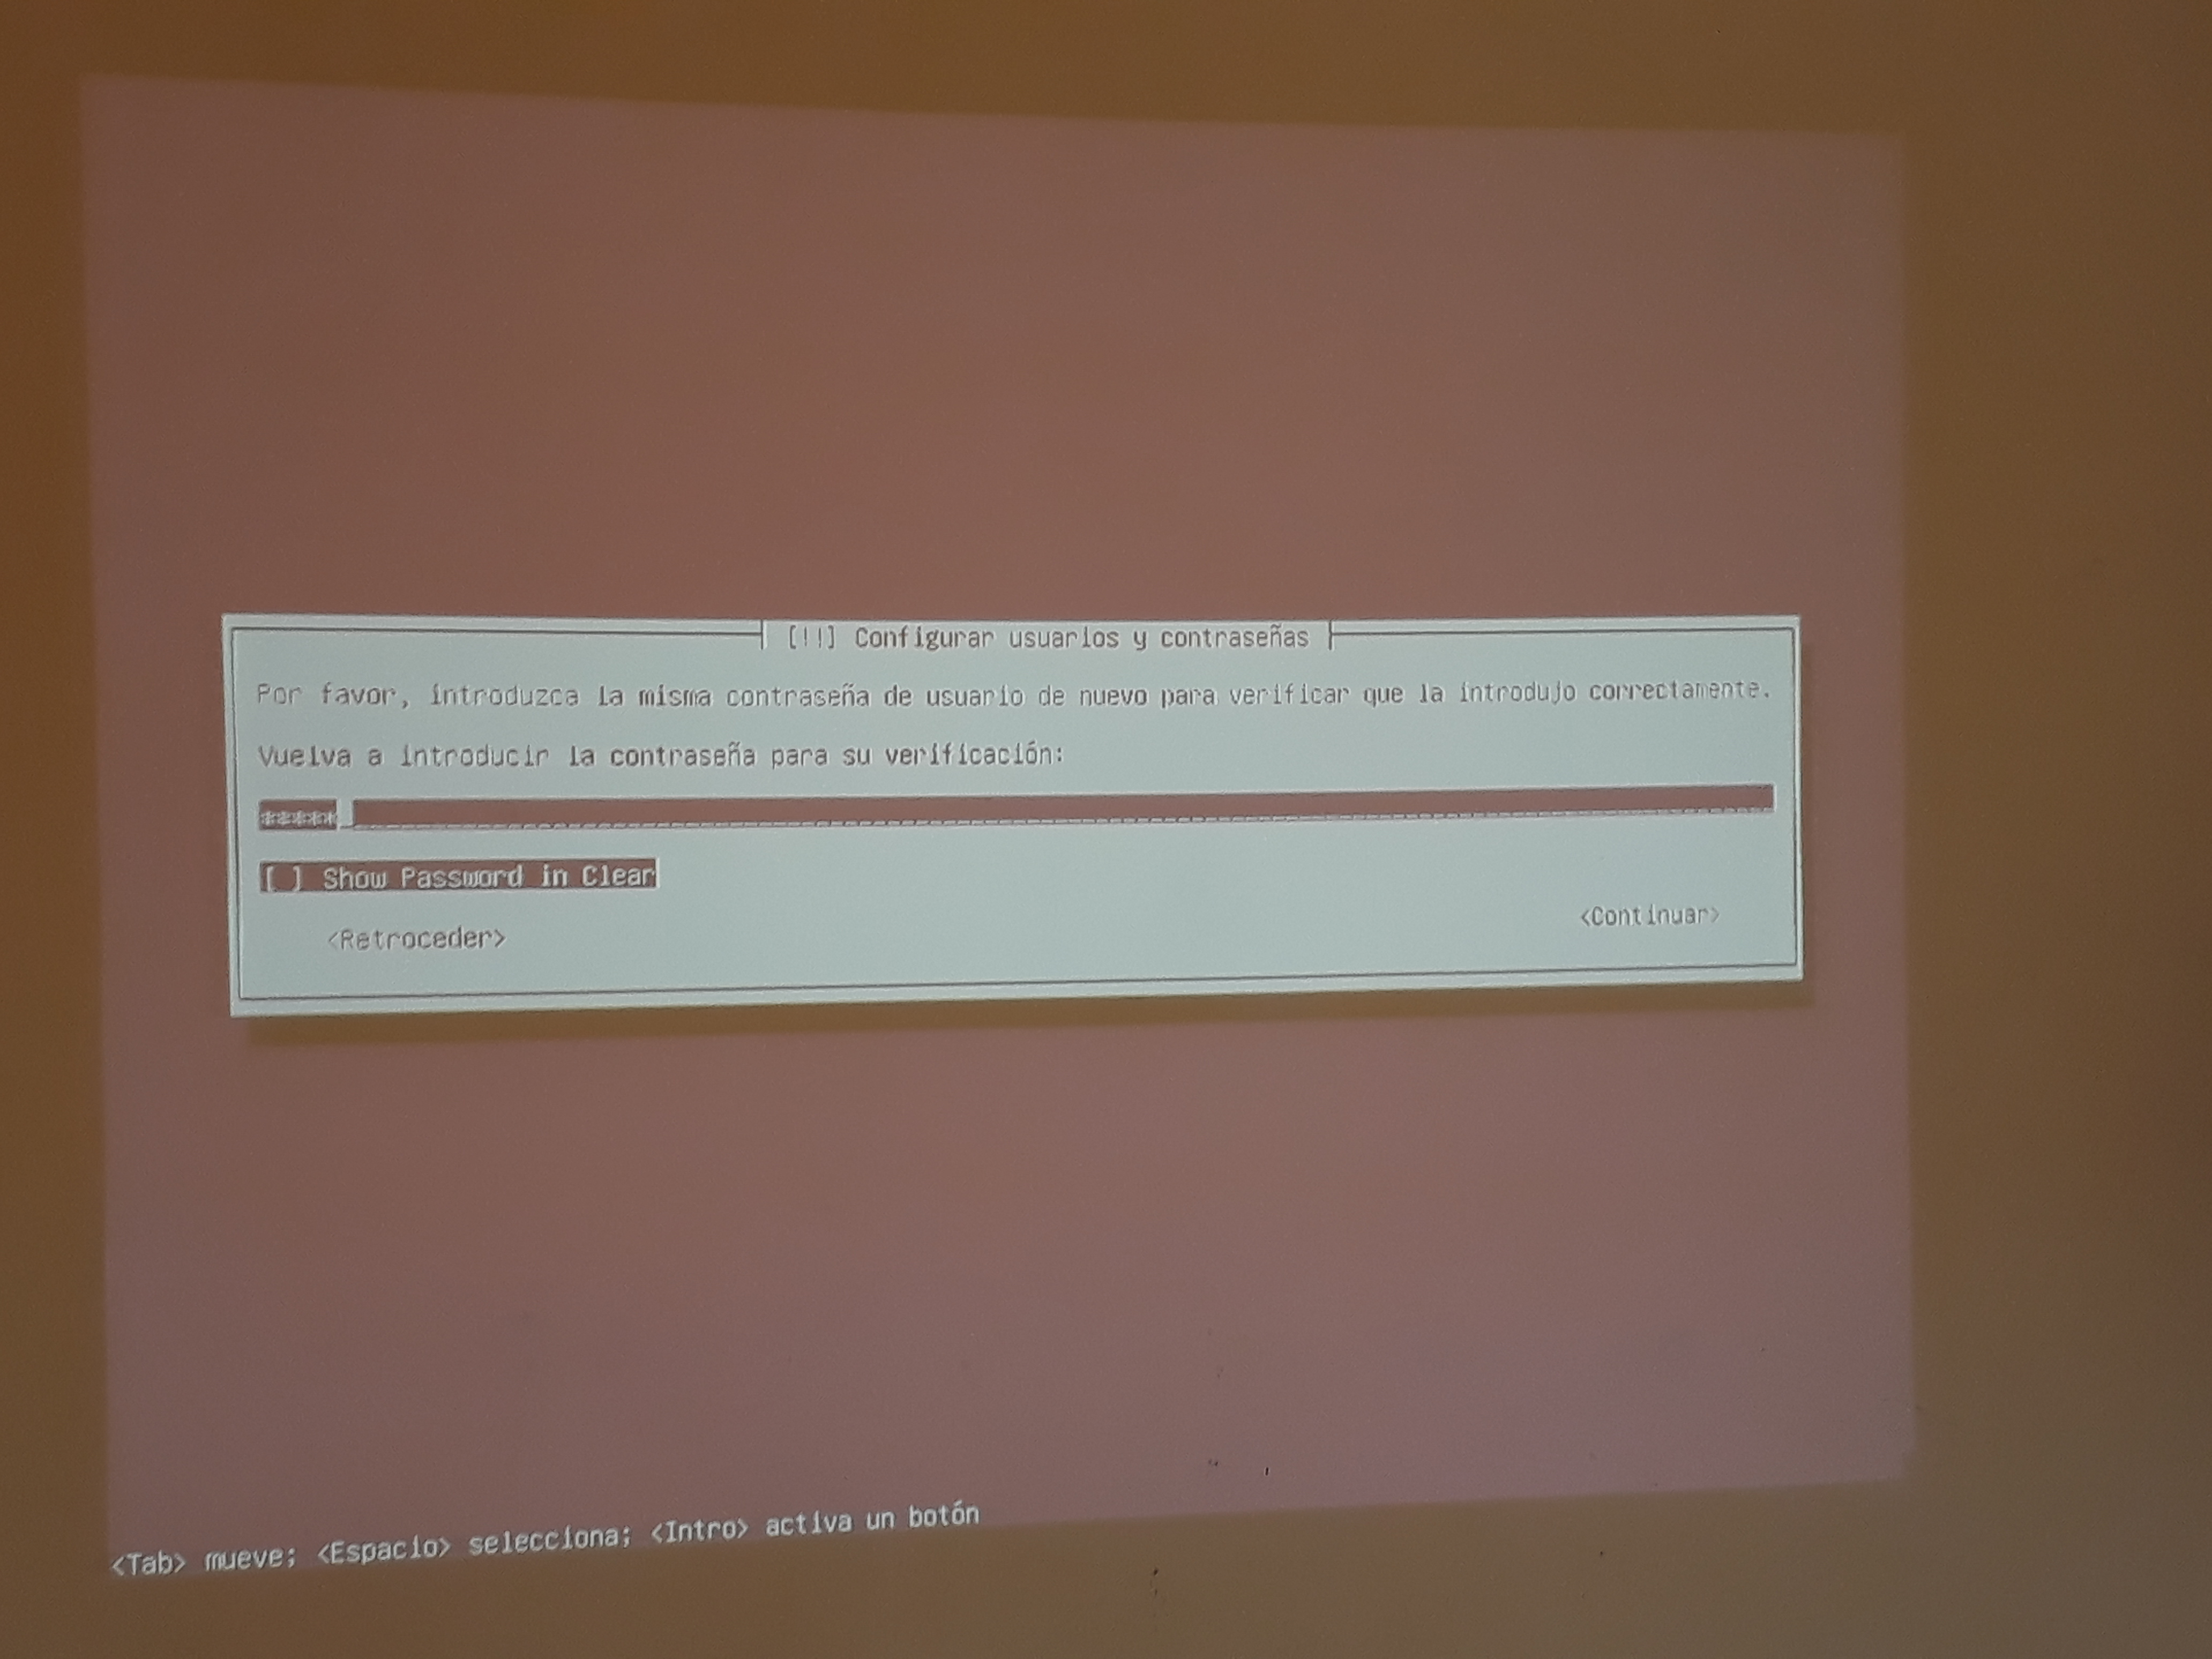 [!!] Configurar usuarios y contraseñas
Por favor, introduzca la misma contraseña de usuario de nuevo para verificar que la introdujo correctamente.
Vuelva a introducir la contraseña para su verificación:
*****
[ ] Show Password in Clear
<Retroceder> <Continuar>
<Tab> mueve; <Espacio> selecciona; <Intro> activa un botón